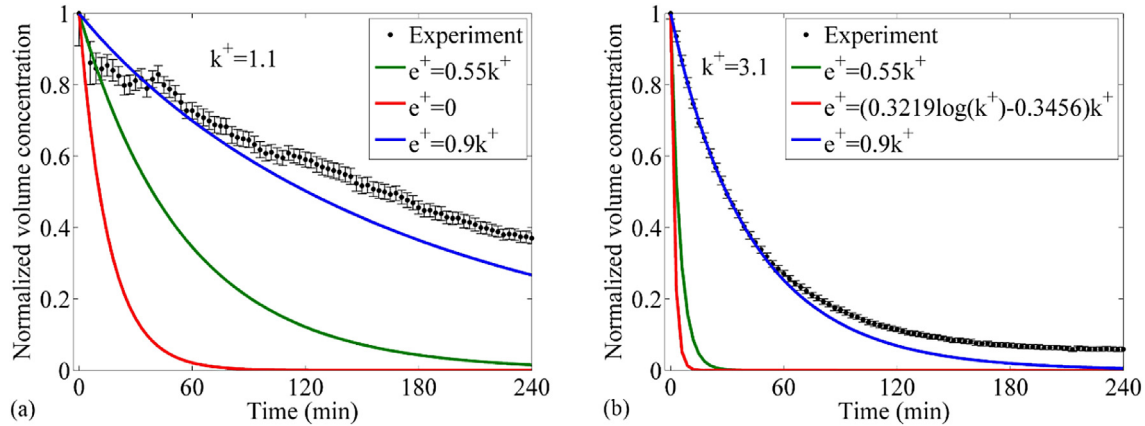 Normalized volume concentration
1
0.8
0.6
0.4
0.2
0
k⁺=1.1
Experiment
e⁺=0.55k⁺
e⁺=0
e⁺=0.9k⁺
0 60 120 180 240
(a) Time (min)
Normalized volume concentration
1
0.8
0.6
0.4
0.2
0
k⁺=3.1
Experiment
e⁺=0.55k⁺
e⁺=(0.3219log(k⁺)-0.3456)k⁺
e⁺=0.9k⁺
0 60 120 180 240
(b) Time (min)